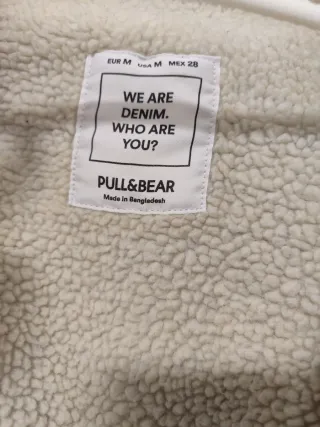 EUR M USA M MEX 28
WE ARE
DENIM.
WHO ARE
YOU?
PULL&BEAR
Made in Bangladesh